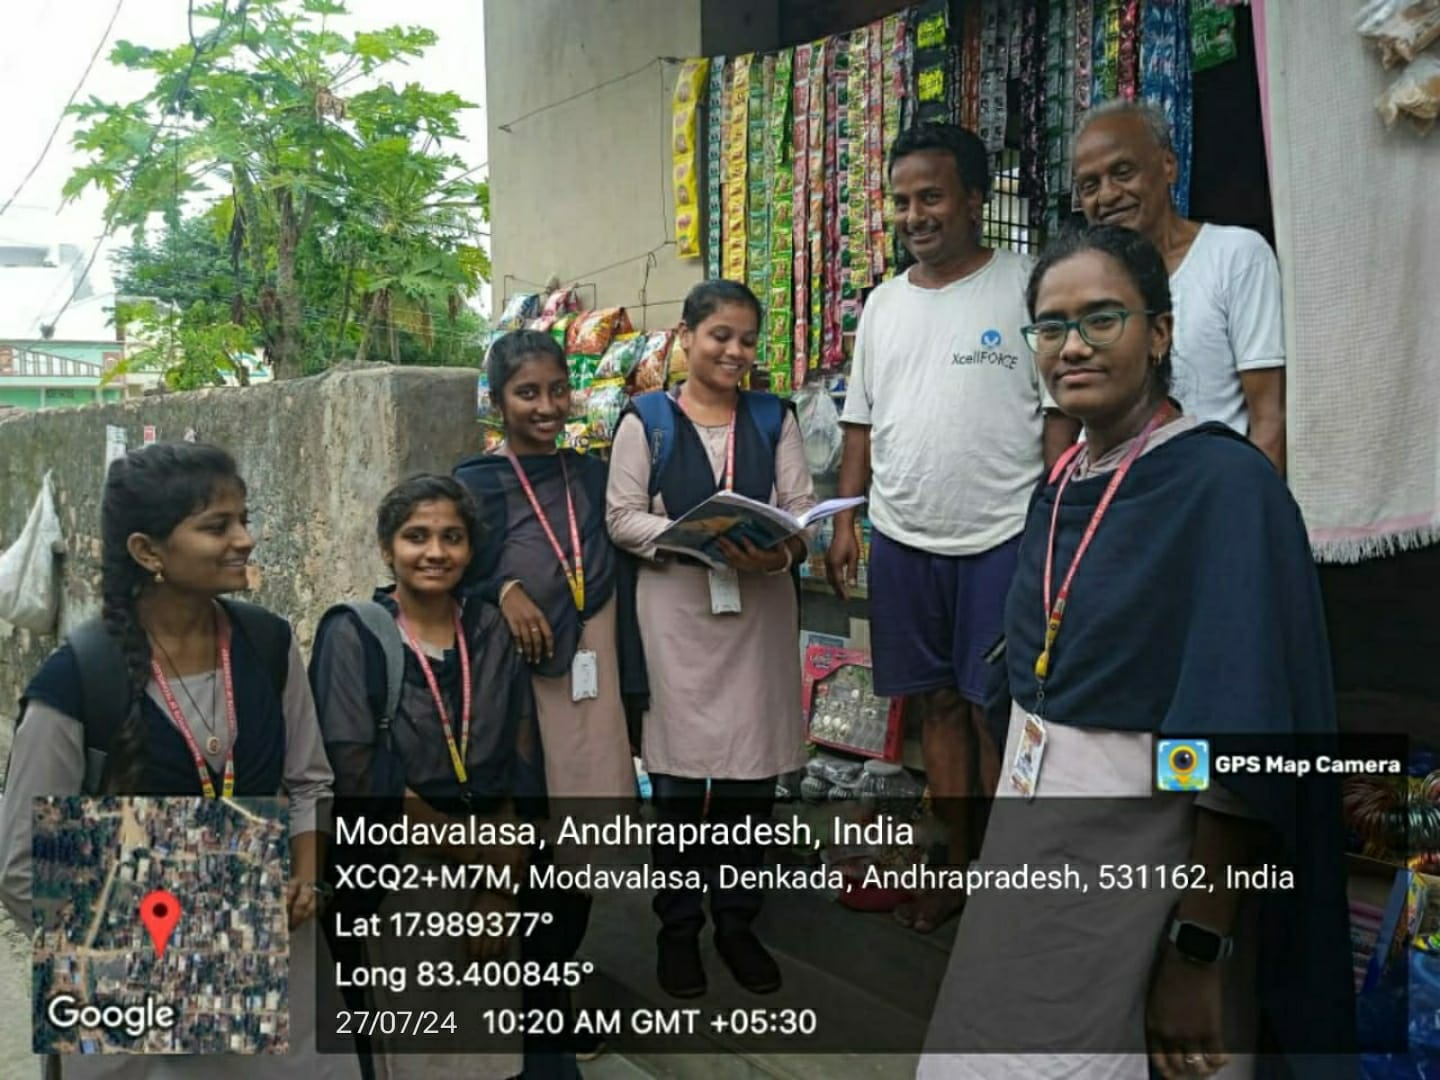 XcellFORCE
GPS Map Camera
Modavalasa, Andhrapradesh, India
XCQ2+M7M, Modavalasa, Denkada, Andhrapradesh, 531162, India
Lat 17.989377°
Long 83.400845°
27/07/24 10:20 AM GMT +05:30
Google